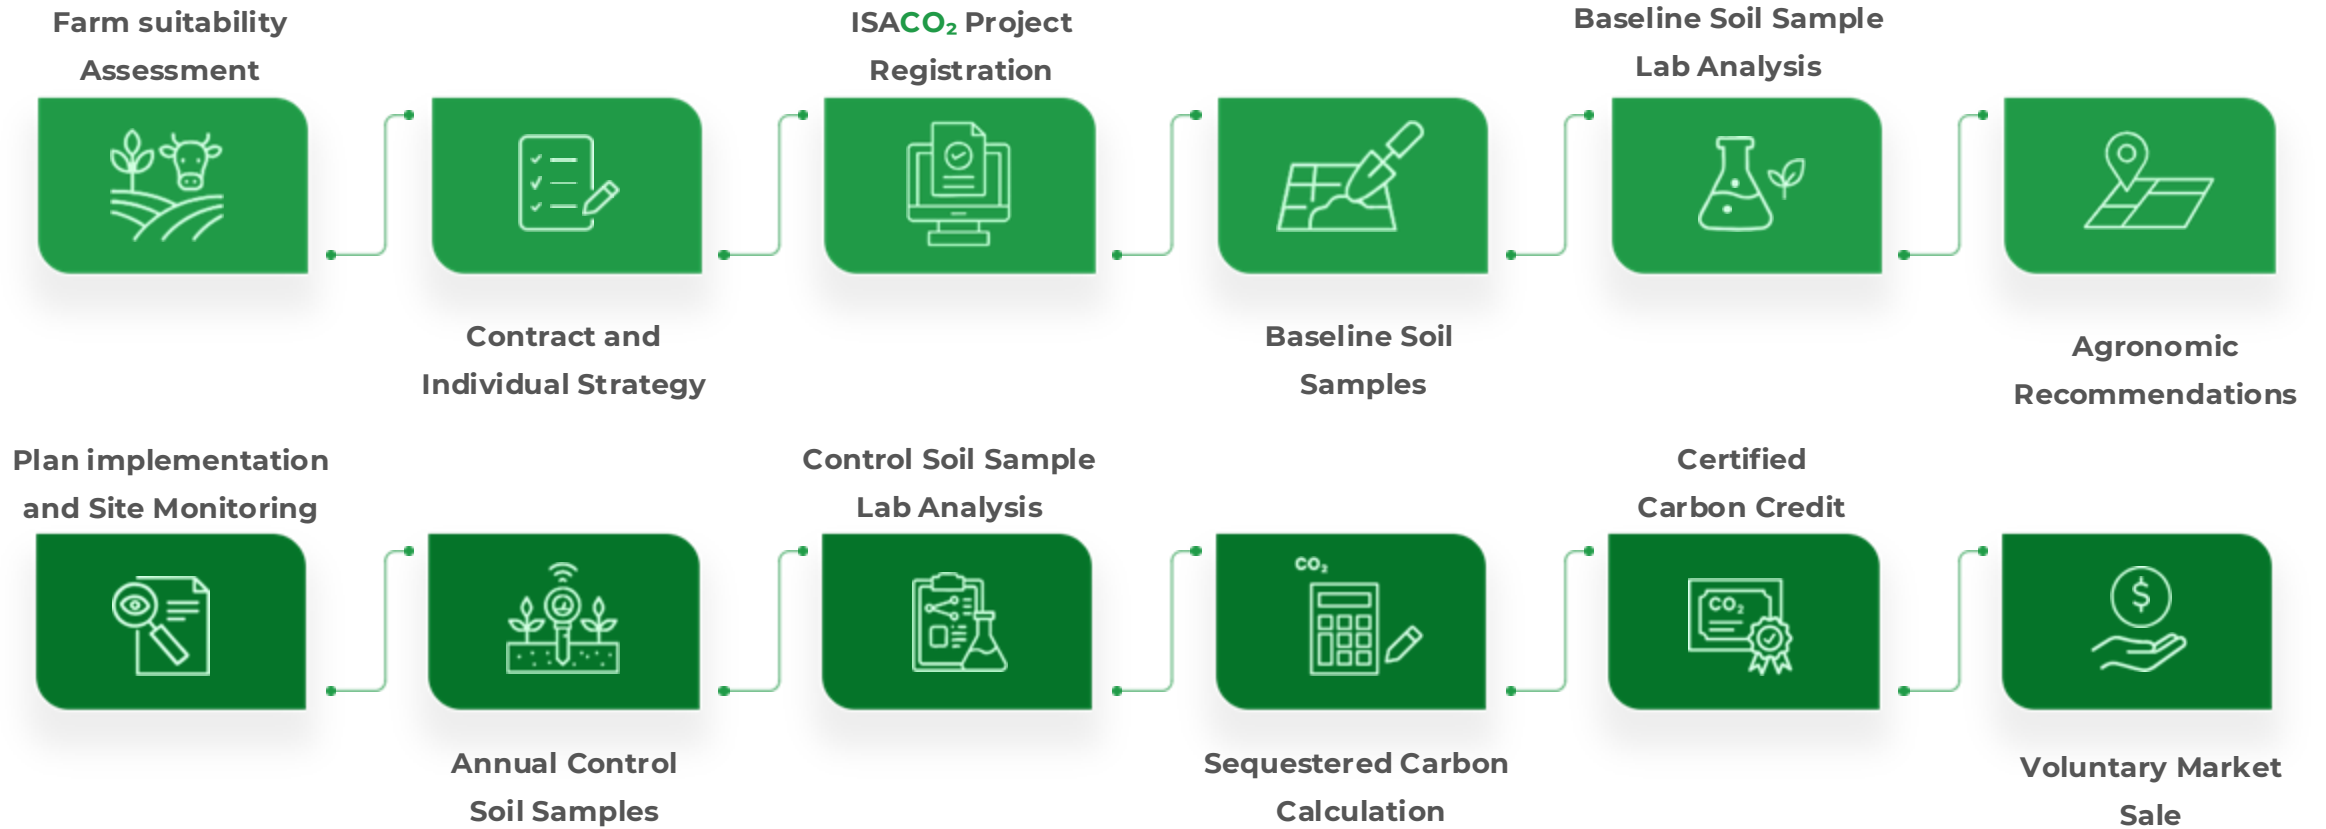 Farm suitability
Assessment
Contract and
Individual Strategy
ISACO₂ Project
Registration
Baseline Soil
Samples
Baseline Soil Sample
Lab Analysis
Agronomic
Recommendations
Plan implementation
and Site Monitoring
Annual Control
Soil Samples
Control Soil Sample
Lab Analysis
CO₂
Sequestered Carbon
Calculation
Certified
Carbon Credit
CO₂
$
Voluntary Market
Sale